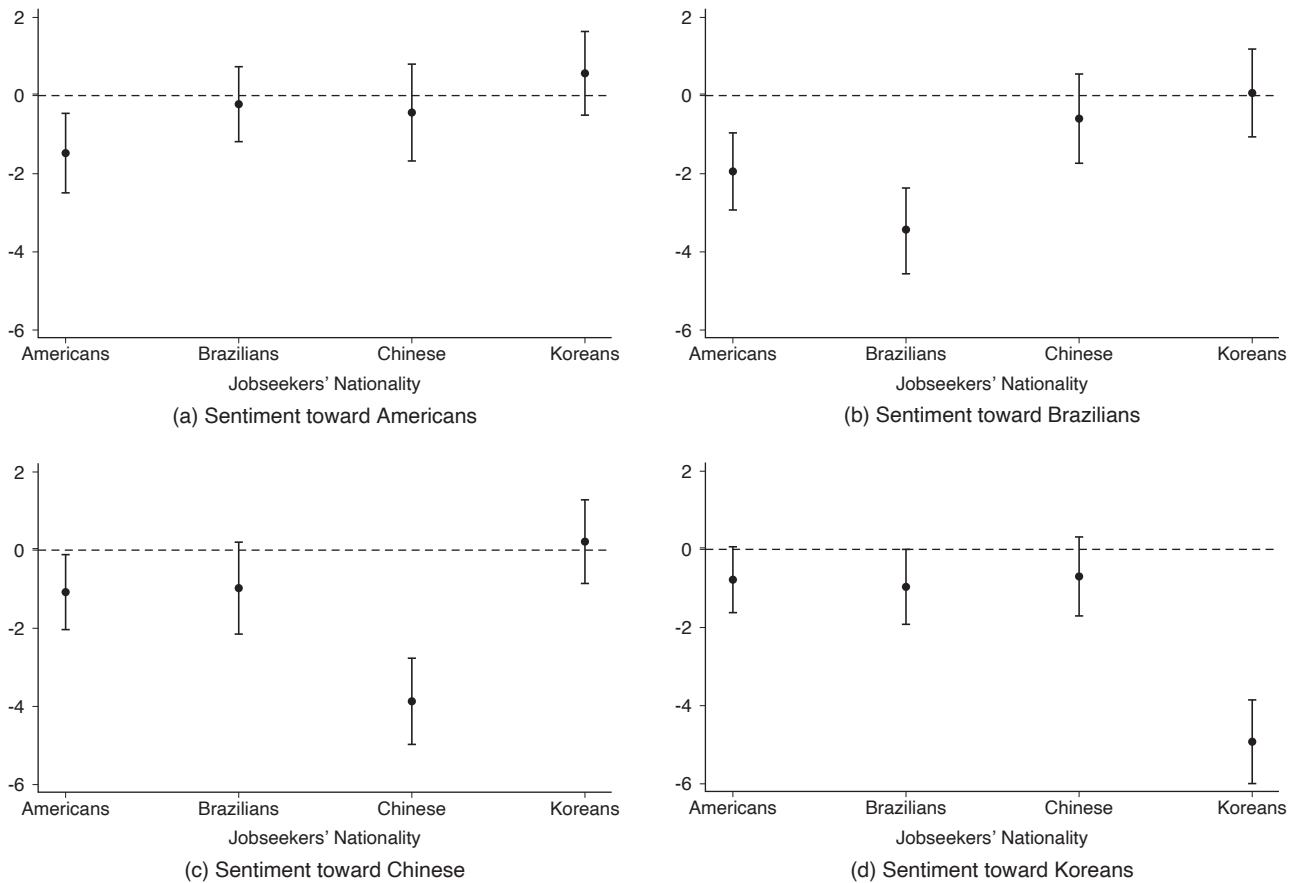 2
0
-2
-4
-6
Americans Brazilians Chinese Koreans
Jobseekers’ Nationality
(a) Sentiment toward Americans
2
0
-2
-4
-6
Americans Brazilians Chinese Koreans
Jobseekers’ Nationality
(b) Sentiment toward Brazilians
2
0
-2
-4
-6
Americans Brazilians Chinese Koreans
Jobseekers’ Nationality
(c) Sentiment toward Chinese
2
0
-2
-4
-6
Americans Brazilians Chinese Koreans
Jobseekers’ Nationality
(d) Sentiment toward Koreans